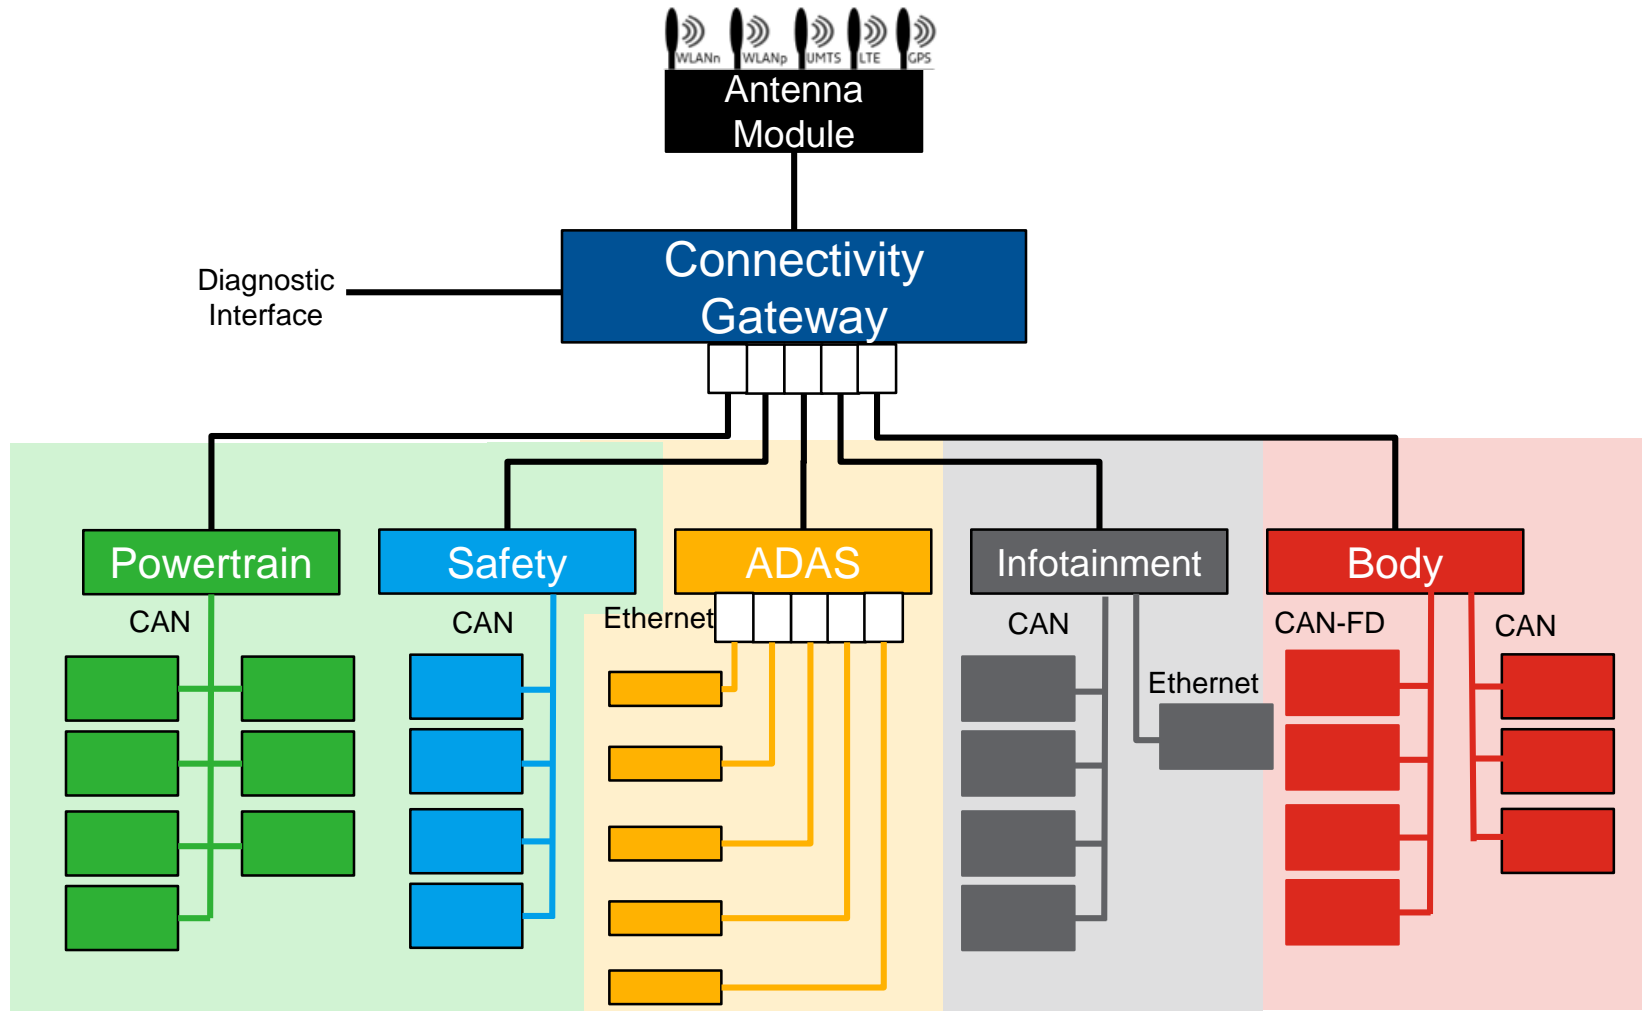 WLANn WLANp UMTS LTE GPS
Antenna
Module
Connectivity
Gateway
Diagnostic
Interface
Powertrain Safety ADAS Infotainment Body
CAN CAN Ethernet CAN CAN-FD CAN
Ethernet